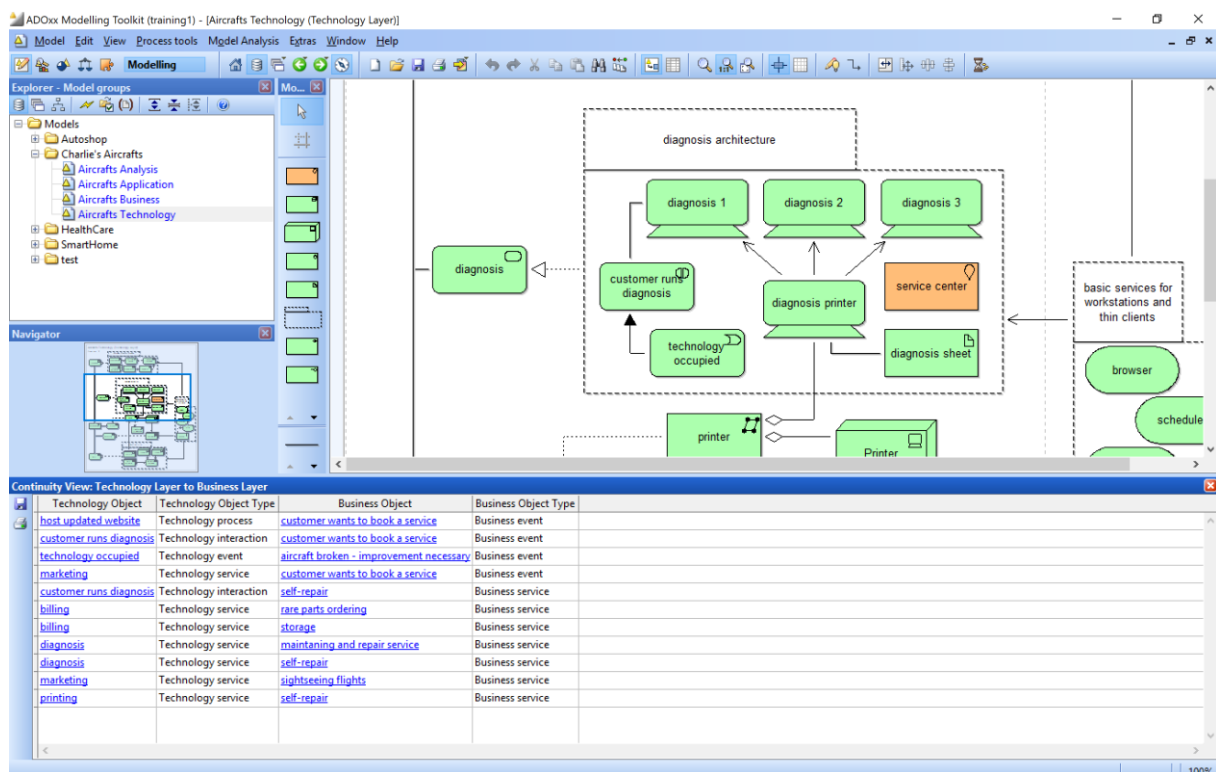 ADOxx Modelling Toolkit (training1) - [Aircrafts Technology (Technology Layer)]
Model Edit View Process tools Model Analysis Extras Window Help
Modelling
Explorer - Model groups
Models
Autoshop
Charlie's Aircrafts
Aircrafts Analysis
Aircrafts Application
Aircrafts Business
Aircrafts Technology
HealthCare
SmartHome
test
Navigator
Mo...
diagnosis architecture
diagnosis 1
diagnosis 2
diagnosis 3
diagnosis
customer runs
diagnosis
diagnosis printer
service center
technology
occupied
diagnosis sheet
basic services for
workstations and
thin clients
browser
schedule
printer
Printer
Continuity View: Technology Layer to Business Layer
Technology Object Technology Object Type Business Object Business Object Type
host updated website Technology process customer wants to book a service Business event
customer runs diagnosis Technology interaction customer wants to book a service Business event
technology occupied Technology event aircraft broken - improvement necessary Business event
marketing Technology service customer wants to book a service Business event
customer runs diagnosis Technology interaction self-repair Business service
billing Technology service rare parts ordering Business service
billing Technology service storage Business service
diagnosis Technology service maintaning and repair service Business service
diagnosis Technology service self-repair Business service
marketing Technology service sightseeing flights Business service
printing Technology service self-repair Business service
100%